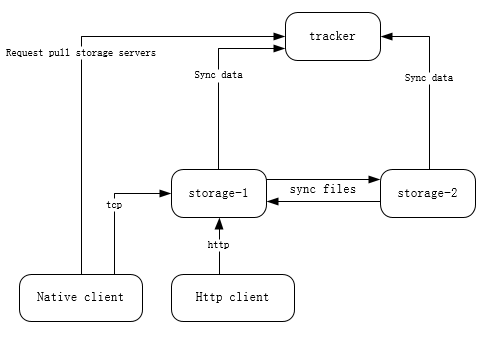 tracker
Request pull storage servers
Sync data
Sync data
storage-1
sync files
storage-2
tcp
http
Native client
Http client